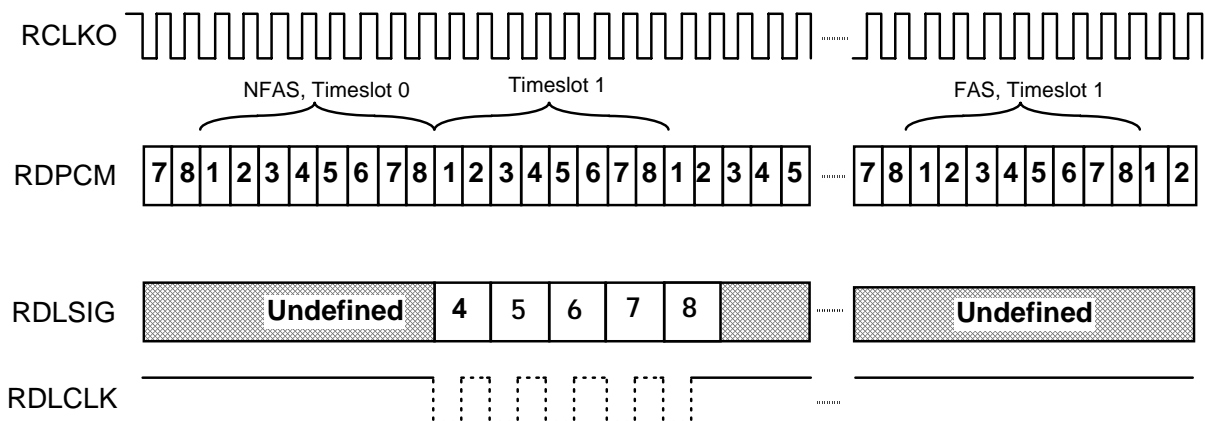 RCLKO
NFAS, Timeslot 0 Timeslot 1 FAS, Timeslot 1
RDPCM 7 8 1 2 3 4 5 6 7 8 1 2 3 4 5 6 7 8 1 2 3 4 5 7 8 1 2 3 4 5 6 7 8 1 2
RDLSIG Undefined 4 5 6 7 8 Undefined
RDLCLK